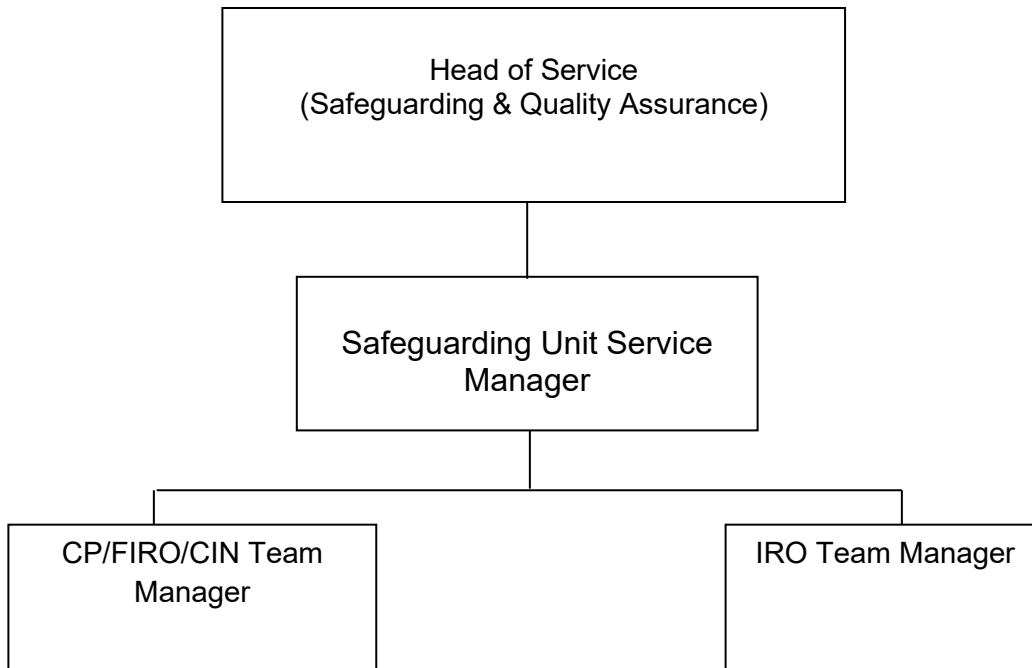 Head of Service
(Safeguarding & Quality Assurance)
Safeguarding Unit Service
Manager
CP/FIRO/CIN Team
Manager
IRO Team Manager